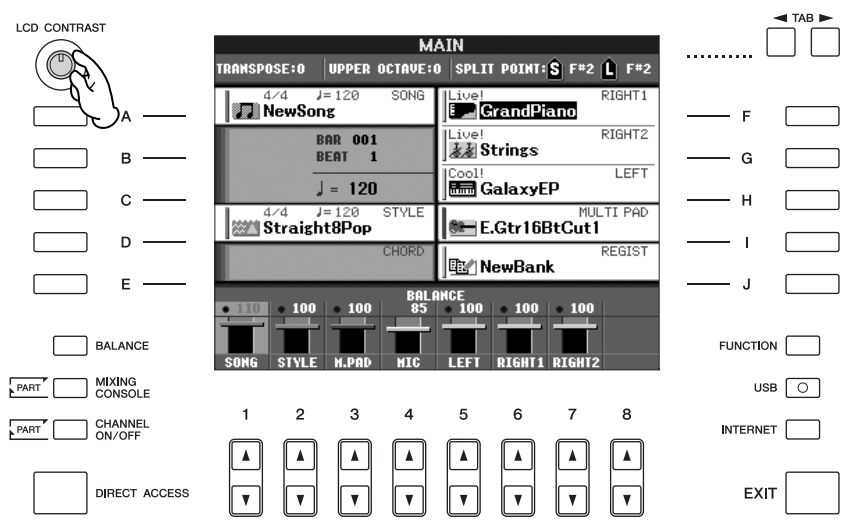 LCD CONTRAST
◄ TAB ►
MAIN
TRANSPOSE:0 UPPER OCTAVE:0 SPLIT POINT: S F#2 L F#2
4/4 ♩=120 SONG
NewSong
BAR 001
BEAT 1
♩ = 120
4/4 ♩=120 STYLE
Straight8Pop
CHORD
Live! RIGHT1
GrandPiano
Live! RIGHT2
Strings
Cool! LEFT
GalaxyEP
MULTI PAD
E.Gtr16BtCut1
REGIST
NewBank
BALANCE
110 100 100 85 100 100 100
SONG STYLE M.PAD MIC LEFT RIGHT1 RIGHT2
A
B
C
D
E
F
G
H
I
J
BALANCE
PART MIXING
CONSOLE
PART CHANNEL
ON/OFF
DIRECT ACCESS
1 2 3 4 5 6 7 8
FUNCTION
USB
INTERNET
EXIT